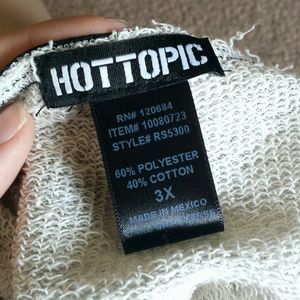 HOTTOPIC
RN# 120684
ITEM# 10080723
STYLE# RS5300
60% POLYESTER
40% COTTON
3X
MADE IN MEXICO